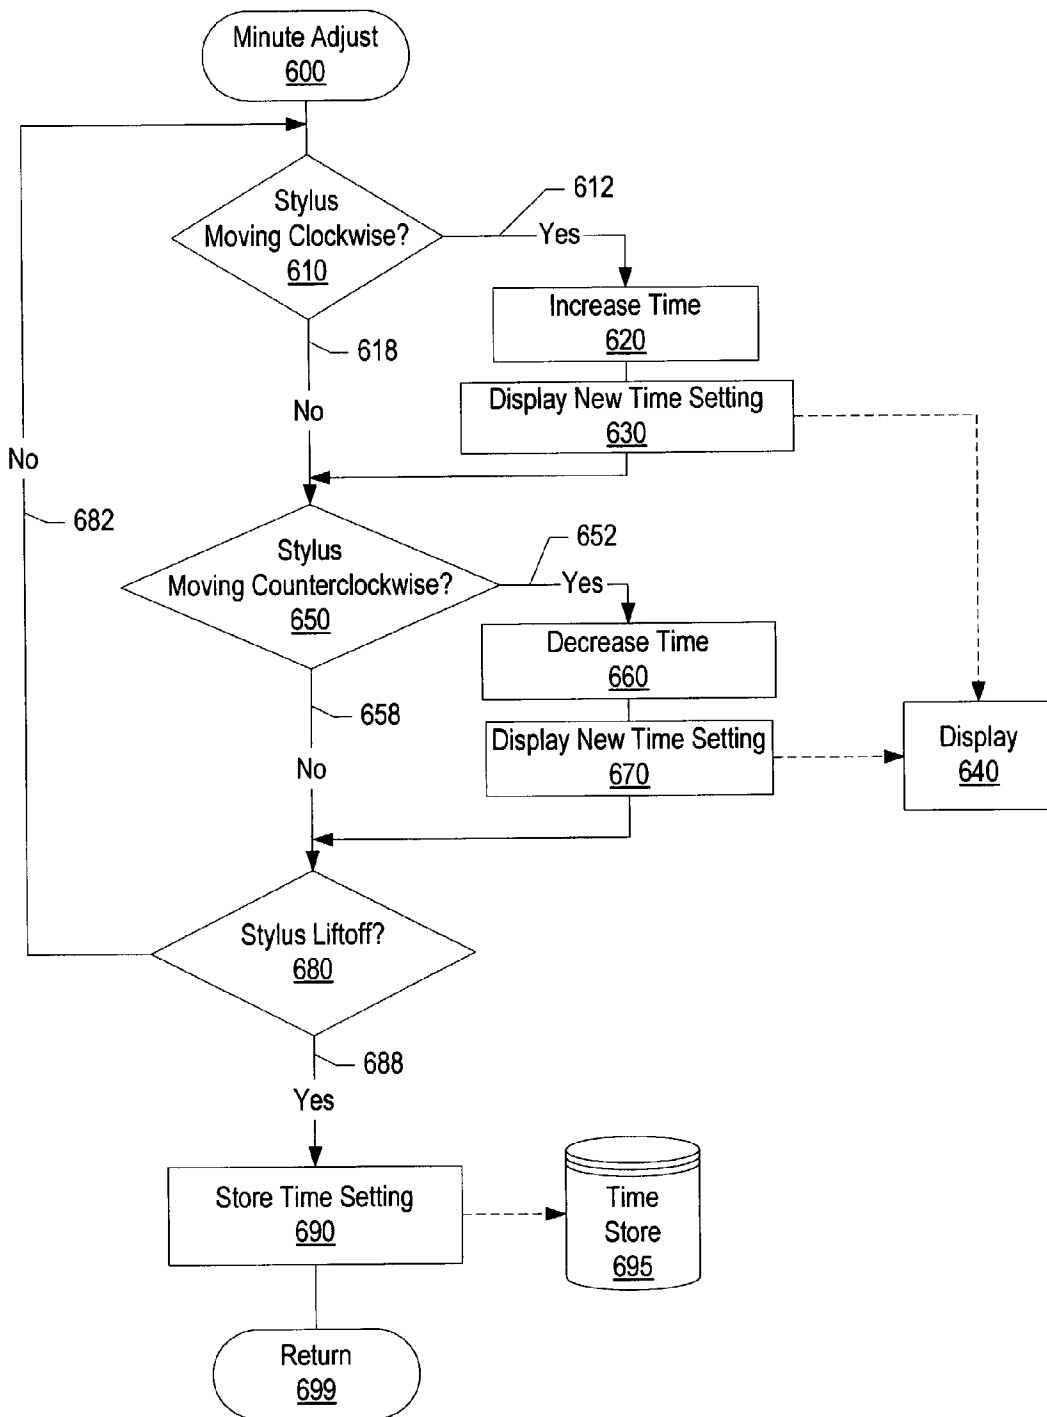 Minute Adjust
600
Stylus
Moving Clockwise?
610
612
Yes
Increase Time
620
618
No
Display New Time Setting
630
No
682
Stylus
Moving Counterclockwise?
650
652
Yes
Decrease Time
660
658
No
Display New Time Setting
670
Display
640
Stylus Liftoff?
680
688
Yes
Store Time Setting
690
Time
Store
695
Return
699